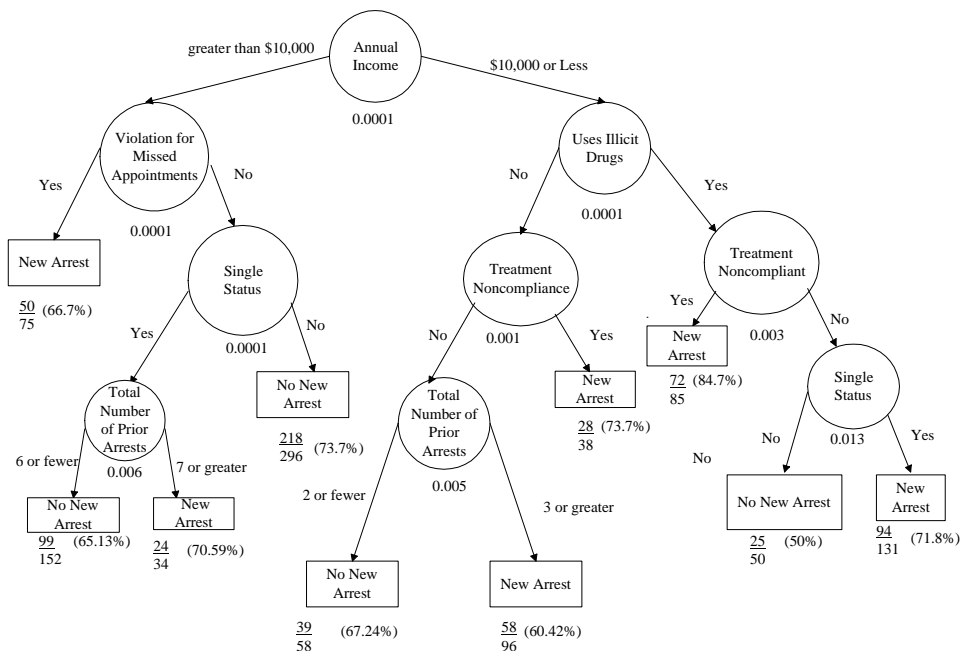 Annual
Income
greater than $10,000
$10,000 or Less
0.0001
Violation for
Missed
Appointments
Uses Illicit
Drugs
Yes
No
0.0001
No
Yes
0.0001
New Arrest
50
75
(66.7%)
Single
Status
Treatment
Noncompliance
Treatment
Noncompliant
Yes
No
0.0001
No
Yes
0.001
Yes
No
0.003
New
Arrest
72
85
(84.7%)
Total
Number
of Prior
Arrests
No New
Arrest
218
296
(73.7%)
Total
Number of
Prior
Arrests
New
Arrest
28
38
(73.7%)
Single
Status
0.013
6 or fewer
0.006
7 or greater
2 or fewer
0.005
3 or greater
No
No
Yes
No New
Arrest
99
152
(65.13%)
New
Arrest
24
34
(70.59%)
No New Arrest
25
50
(50%)
New
Arrest
94
131
(71.8%)
No New
Arrest
39
58
(67.24%)
New Arrest
58
96
(60.42%)